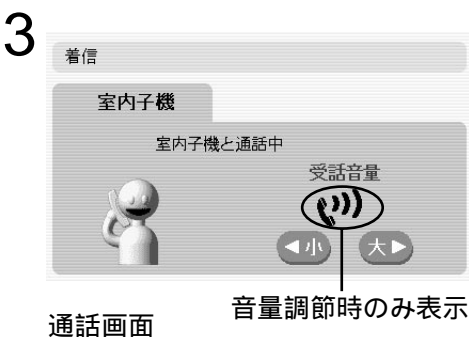 3
着信
室内子機
室内子機と通話中
受話音量
◀小 大▶
音量調節時のみ表示
通話画面